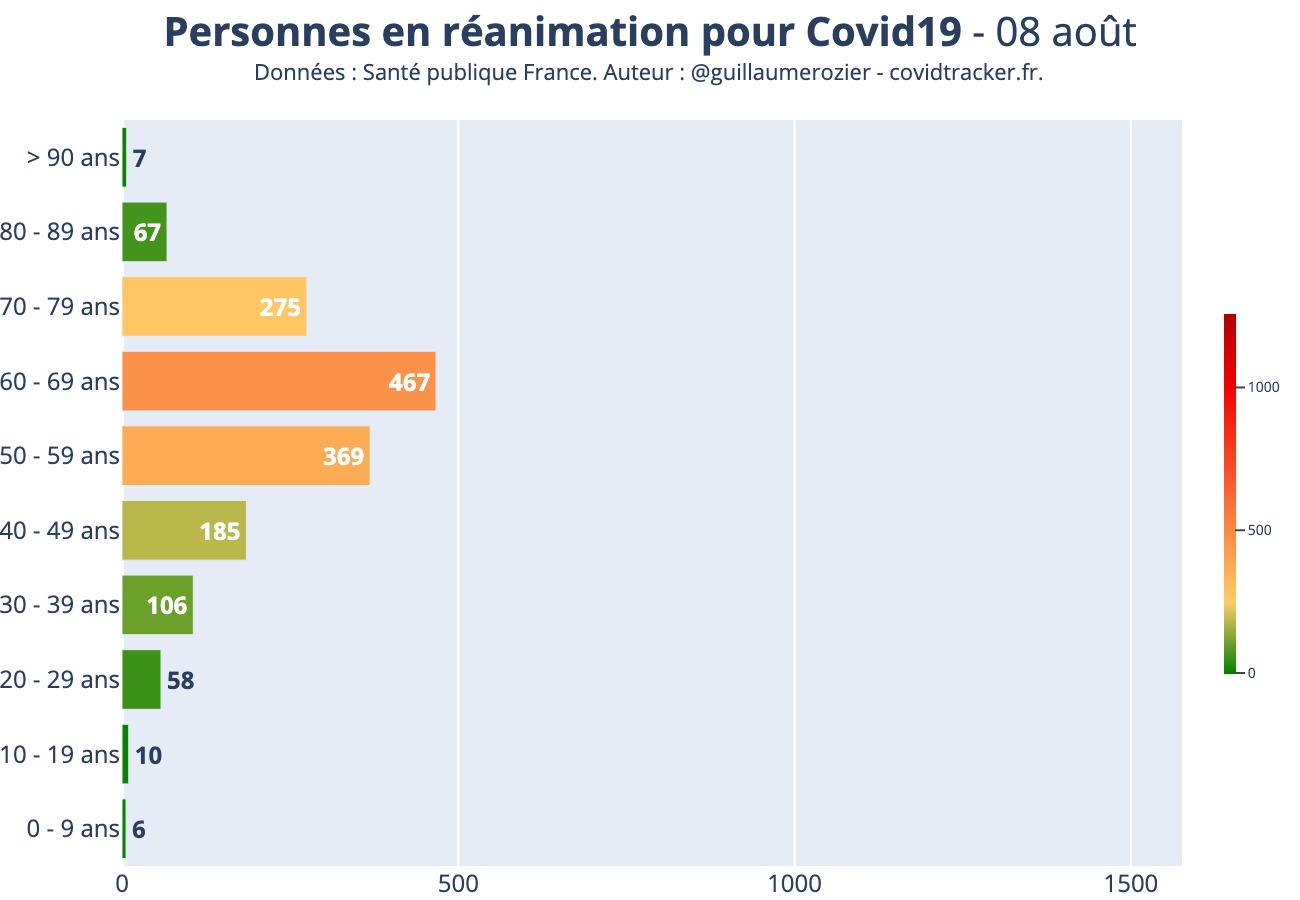 Personnes en réanimation pour Covid19 - 08 août
Données : Santé publique France. Auteur : @guillaumerozier - covidtracker.fr.
> 90 ans 7
80 - 89 ans 67
70 - 79 ans 275
60 - 69 ans 467
50 - 59 ans 369
40 - 49 ans 185
30 - 39 ans 106
20 - 29 ans 58
10 - 19 ans 10
0 - 9 ans 6
0 500 1000 1500
1000
500
0